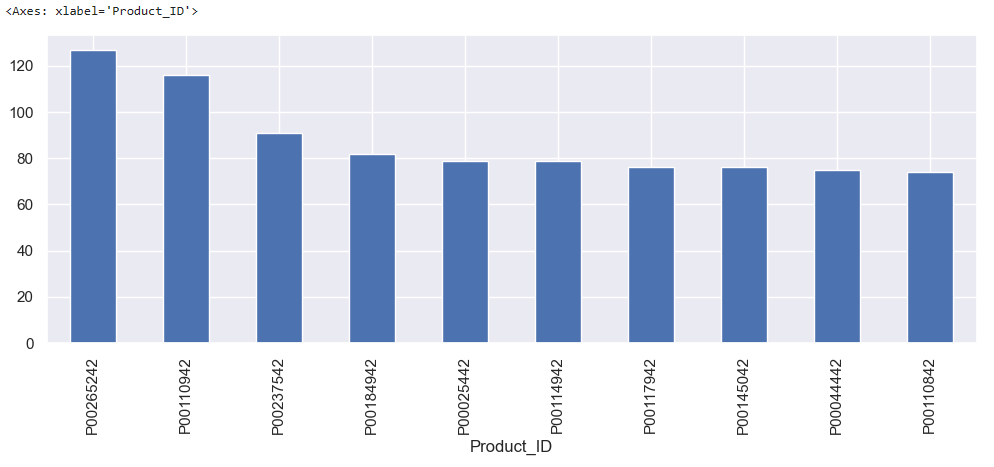 <Axes: xlabel='Product_ID'>
120
100
80
60
40
20
0
P00265242
P00110942
P00237542
P00184942
P00025442
P00114942
P00117942
P00145042
P00044442
P00110842
Product_ID